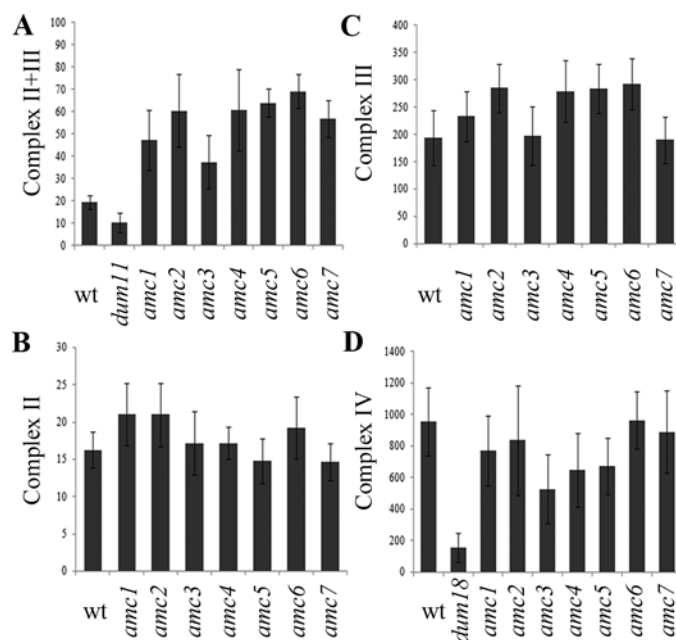 A
Complex II+III
100
90
80
70
60
50
40
30
20
10
0
wt dum11 amc1 amc2 amc3 amc4 amc5 amc6 amc7
C
Complex III
400
350
300
250
200
150
100
50
0
wt amc1 amc2 amc3 amc4 amc5 amc6 amc7
B
Complex II
30
25
20
15
10
5
0
wt amc1 amc2 amc3 amc4 amc5 amc6 amc7
D
Complex IV
1400
1200
1000
800
600
400
200
0
wt dum18 amc1 amc2 amc3 amc4 amc5 amc6 amc7